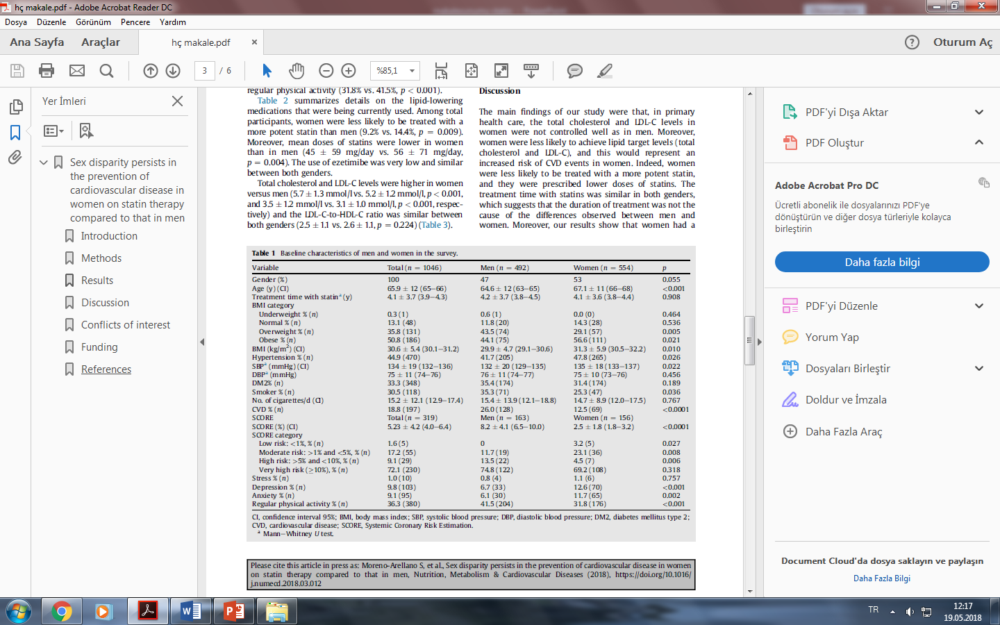 hç makale.pdf - Adobe Acrobat Reader DC
Dosya Düzenle Görünüm Pencere Yardım
Ana Sayfa Araçlar hç makale.pdf × ? Oturum Aç
3 / 6 %85,1
Yer İmleri
Sex disparity persists in
the prevention of
cardiovascular disease in
women on statin therapy
compared to that in men
Introduction
Methods
Results
Discussion
Conflicts of interest
Funding
References
regular physical activity (31.8% vs. 41.5%, p < 0.001).
Table 2 summarizes details on the lipid-lowering
medications that were being currently used. Among total
participants, women were less likely to be treated with a
more potent statin than men (9.2% vs. 14.4%, p = 0.009).
Moreover, mean doses of statins were lower in women
than in men (45 ± 59 mg/day vs. 56 ± 71 mg/day,
p = 0.004). The use of ezetimibe was very low and similar
between both genders.
Total cholesterol and LDL-C levels were higher in women
versus men (5.7 ± 1.3 mmol/l vs. 5.2 ± 1.2 mmol/l, p < 0.001,
and 3.5 ± 1.2 mmol/l vs. 3.1 ± 1.0 mmol/l, p < 0.001, respec-
tively) and the LDL-C-to-HDL-C ratio was similar between
both genders (2.5 ± 1.1 vs. 2.6 ± 1.1, p = 0.224) (Table 3).
Discussion
The main findings of our study were that, in primary
health care, the total cholesterol and LDL-C levels in
women were not controlled well as in men. Moreover,
women were less likely to achieve lipid target levels (total
cholesterol and LDL-C), and this would represent an
increased risk of CVD events in women. Indeed, women
were less likely to be treated with a more potent statin,
and they were prescribed lower doses of statins. The
treatment time with statins was similar in both genders,
which suggests that the duration of treatment was not the
cause of the differences observed between men and
women. Moreover, our results show that women had a
Table 1 Baseline characteristics of men and women in the survey.
Variable Total (n = 1046) Men (n = 492) Women (n = 554) p
Gender (%) 100 47 53 0.055
Age (y) (CI) 65.9 ± 12 (65–66) 64.6 ± 12 (63–65) 67.1 ± 11 (66–68) <0.001
Treatment time with statin a (y) 4.1 ± 3.7 (3.9–4.3) 4.2 ± 3.7 (3.8–4.5) 4.1 ± 3.6 (3.8–4.4) 0.908
BMI category
Underweight % (n) 0.3 (1) 0.6 (1) 0.0 (0) 0.464
Normal % (n) 13.1 (48) 11.8 (20) 14.3 (28) 0.536
Overweight % (n) 35.8 (131) 43.5 (74) 29.1 (57) 0.005
Obese % (n) 50.8 (186) 44.1 (75) 56.6 (111) 0.021
BMI (kg/m2) (CI) 30.6 ± 5.4 (30.1–31.2) 29.9 ± 4.7 (29.1–30.6) 31.3 ± 5.9 (30.5–32.2) 0.010
Hypertension % (n) 44.9 (470) 41.7 (205) 47.8 (265) 0.026
SBPa (mmHg) (CI) 134 ± 19 (132–136) 132 ± 20 (129–135) 135 ± 18 (133–137) 0.022
DBPa (mmHg) 75 ± 11 (74–76) 76 ± 11 (74–77) 75 ± 10 (73–76) 0.456
DM2% (n) 33.3 (348) 35.4 (174) 31.4 (174) 0.189
Smoker % (n) 30.5 (118) 35.3 (71) 25.3 (47) 0.036
No. of cigarettes/d (CI) 15.2 ± 12.1 (12.9–17.4) 15.4 ± 13.9 (12.1–18.8) 14.7 ± 8.9 (12.0–17.5) 0.767
CVD % (n) 18.8 (197) 26.0 (128) 12.5 (69) <0.0001
SCORE Total (n = 319) Men (n = 163) Women (n = 156)
SCORE (%) (CI) 5.23 ± 4.2 (4.0–6.4) 8.2 ± 4.1 (6.5–10.0) 2.5 ± 1.8 (1.8–3.2) <0.0001
SCORE category
Low risk: <1%, % (n) 1.6 (5) 0 3.2 (5) 0.027
Moderate risk: >1% and <5%, % (n) 17.2 (55) 11.7 (19) 23.1 (36) 0.008
High risk: >5% and <10%, % (n) 9.1 (29) 13.5 (22) 4.5 (7) 0.006
Very high risk (≥10%), % (n) 72.1 (230) 74.8 (122) 69.2 (108) 0.318
Stress % (n) 1.0 (10) 0.8 (4) 1.1 (6) 0.757
Depression % (n) 9.8 (103) 6.7 (33) 12.6 (70) <0.001
Anxiety % (n) 9.1 (95) 6.1 (30) 11.7 (65) 0.002
Regular physical activity % (n) 36.3 (380) 41.5 (204) 31.8 (176) <0.001
CI, confidence interval 95%; BMI, body mass index; SBP, systolic blood pressure; DBP, diastolic blood pressure; DM2, diabetes mellitus type 2;
CVD, cardiovascular disease; SCORE, Systemic Coronary Risk Estimation.
a Mann–Whitney U test.
Please cite this article in press as: Moreno-Arellano S, et al., Sex disparity persists in the prevention of cardiovascular disease in women
on statin therapy compared to that in men, Nutrition, Metabolism & Cardiovascular Diseases (2018), https://doi.org/10.1016/
j.numecd.2018.03.012
PDF'yi Dışa Aktar
PDF Oluştur
Adobe Acrobat Pro DC
Ücretli abonelik ile dosyalarınızı PDF'ye
dönüştürün ve diğer dosya türleriyle kolayca
birleştirin
Daha fazla bilgi
PDF'yi Düzenle
Yorum Yap
Dosyaları Birleştir
Doldur ve İmzala
Daha Fazla Araç
Document Cloud'da dosya saklayın ve paylaşın
Daha Fazla Bilgi
TR 12:17
19.05.2018